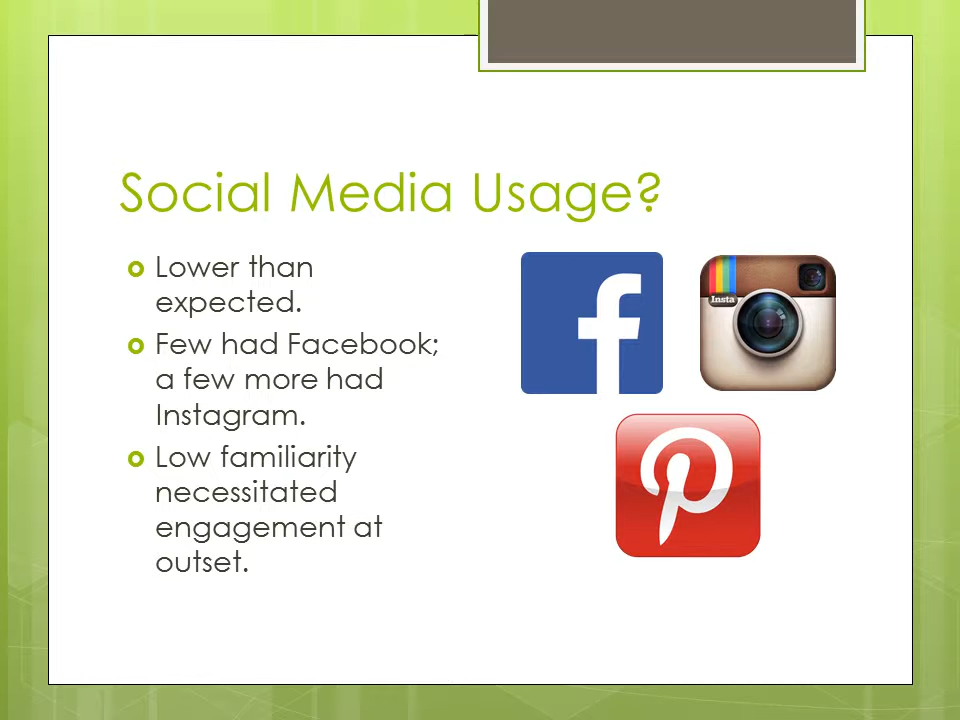 Social Media Usage?
Lower than
expected.
Few had Facebook;
a few more had
Instagram.
Low familiarity
necessitated
engagement at
outset.
Insta